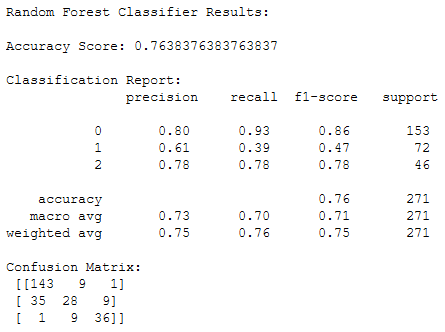 Random Forest Classifier Results:
Accuracy Score: 0.7638376383763837
Classification Report:
precision recall f1-score support
0 0.80 0.93 0.86 153
1 0.61 0.39 0.47 72
2 0.78 0.78 0.78 46
accuracy 0.76 271
macro avg 0.73 0.70 0.71 271
weighted avg 0.75 0.76 0.75 271
Confusion Matrix:
[[143 9 1]
[ 35 28 9]
[ 1 9 36]]